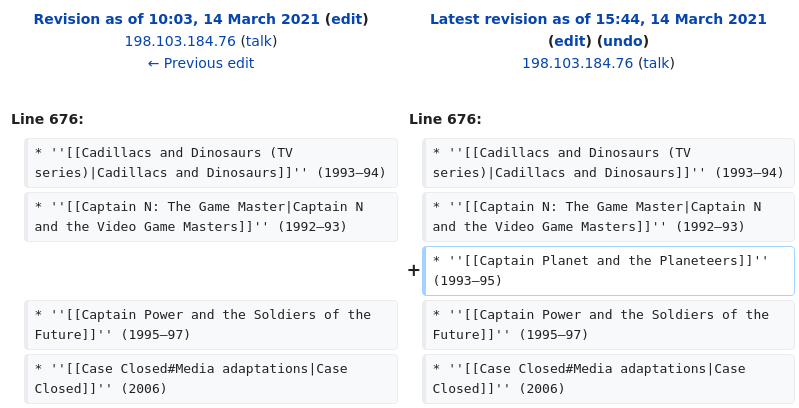 Revision as of 10:03, 14 March 2021 (edit)
198.103.184.76 (talk)
← Previous edit
Latest revision as of 15:44, 14 March 2021
(edit) (undo)
198.103.184.76 (talk)
Line 676:
Line 676:
* ''[[Cadillacs and Dinosaurs (TV
series)|Cadillacs and Dinosaurs]]'' (1993–94)
* ''[[Cadillacs and Dinosaurs (TV
series)|Cadillacs and Dinosaurs]]'' (1993–94)
* ''[[Captain N: The Game Master|Captain N
and the Video Game Masters]]'' (1992–93)
* ''[[Captain N: The Game Master|Captain N
and the Video Game Masters]]'' (1992–93)
+
* ''[[Captain Planet and the Planeteers]]''
(1993–95)
* ''[[Captain Power and the Soldiers of the
Future]]'' (1995–97)
* ''[[Captain Power and the Soldiers of the
Future]]'' (1995–97)
* ''[[Case Closed#Media adaptations|Case
Closed]]'' (2006)
* ''[[Case Closed#Media adaptations|Case
Closed]]'' (2006)